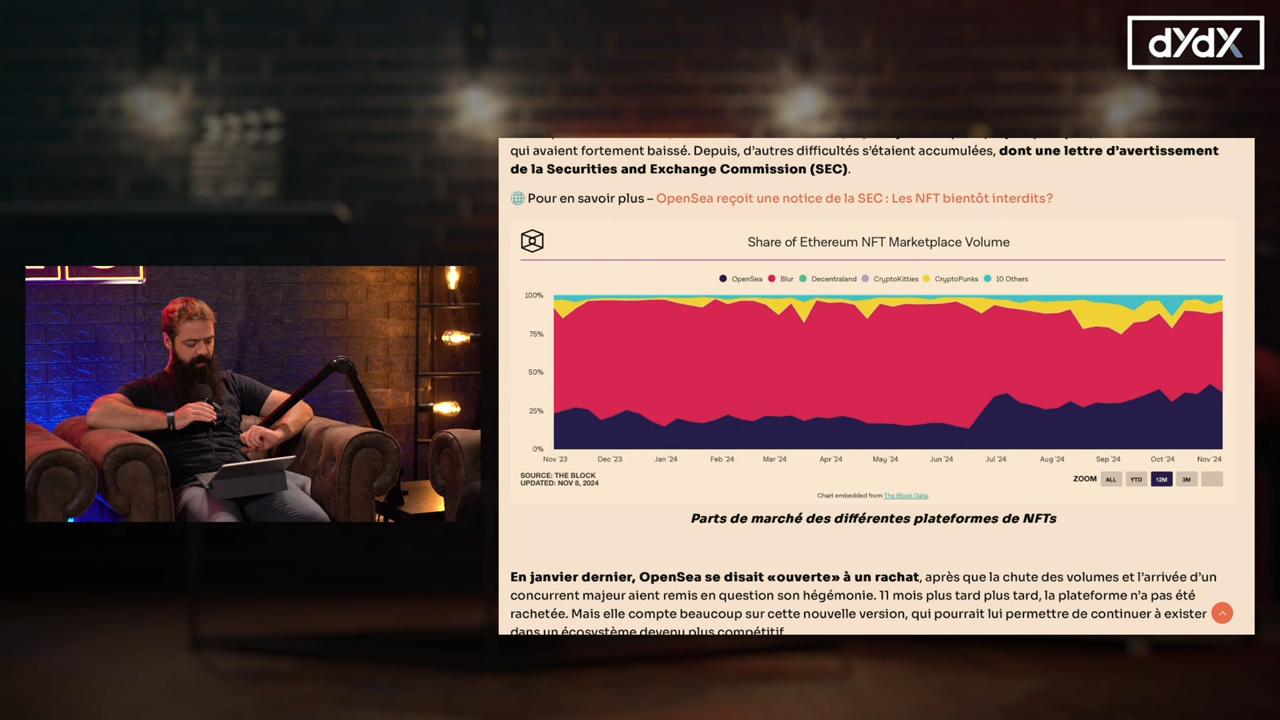 dYdX
qui avaient fortement baissé. Depuis, d'autres difficultés s'étaient accumulées, dont une lettre d'avertissement
de la Securities and Exchange Commission (SEC).
Pour en savoir plus – OpenSea reçoit une notice de la SEC : Les NFT bientôt interdits?
Share of Ethereum NFT Marketplace Volume
OpenSea Blur Decentraland CryptoKitties CryptoPunks 10 Others
100%
75%
50%
25%
0%
Nov '23 Dec '23 Jan '24 Feb '24 Mar '24 Apr '24 May '24 Jun '24 Jul '24 Aug '24 Sep '24 Oct '24 Nov '24
SOURCE: THE BLOCK
UPDATED: NOV 8, 2024
ZOOM ALL YTD 12M 3M
Chart embedded from The Block Data.
Parts de marché des différentes plateformes de NFTs
En janvier dernier, OpenSea se disait «ouverte» à un rachat, après que la chute des volumes et l'arrivée d'un
concurrent majeur aient remis en question son hégémonie. 11 mois plus tard plus tard, la plateforme n'a pas été
rachetée. Mais elle compte beaucoup sur cette nouvelle version, qui pourrait lui permettre de continuer à exister
dans un écosystème devenu plus compétitif